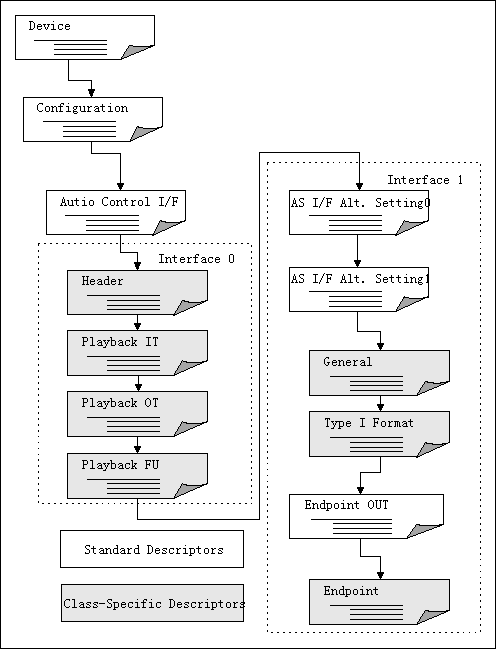 Device
Configuration
Autio Control I/F
Interface 0
Header
Playback IT
Playback OT
Playback FU
Standard Descriptors
Class-Specific Descriptors
Interface 1
AS I/F Alt. Setting0
AS I/F Alt. Setting1
General
Type I Format
Endpoint OUT
Endpoint